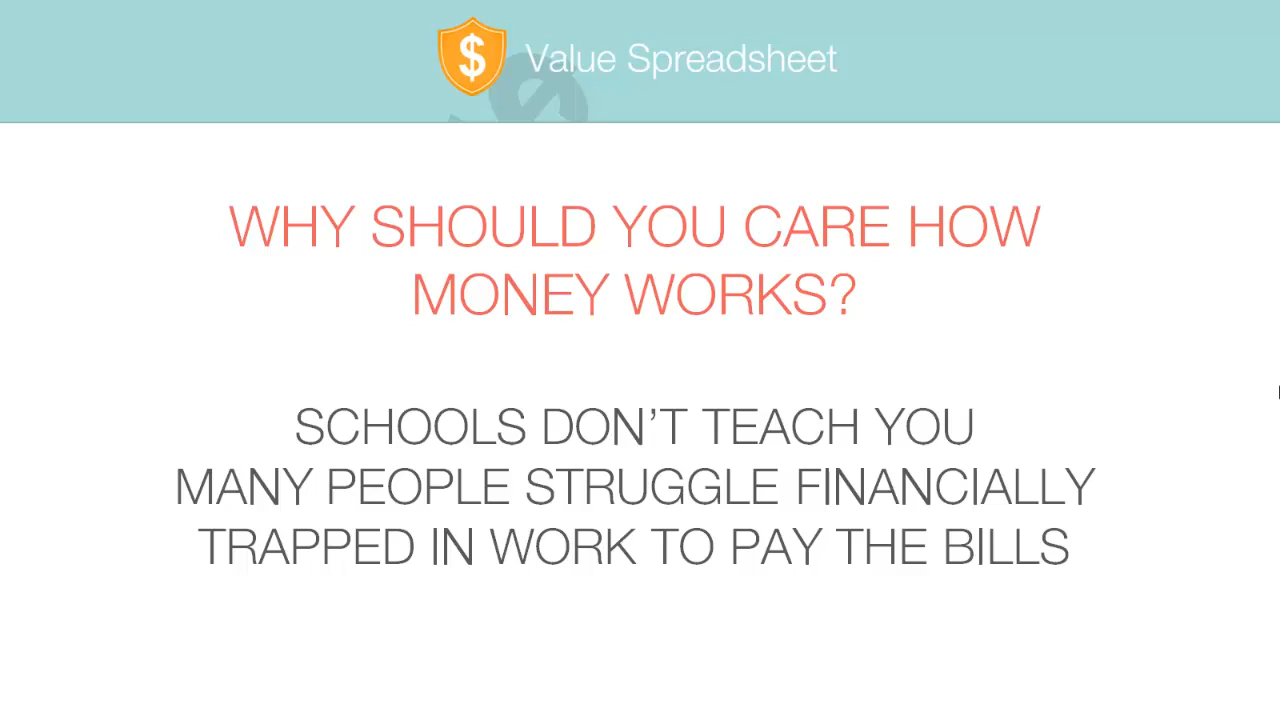 $ Value Spreadsheet
WHY SHOULD YOU CARE HOW
MONEY WORKS?
SCHOOLS DON’T TEACH YOU
MANY PEOPLE STRUGGLE FINANCIALLY
TRAPPED IN WORK TO PAY THE BILLS